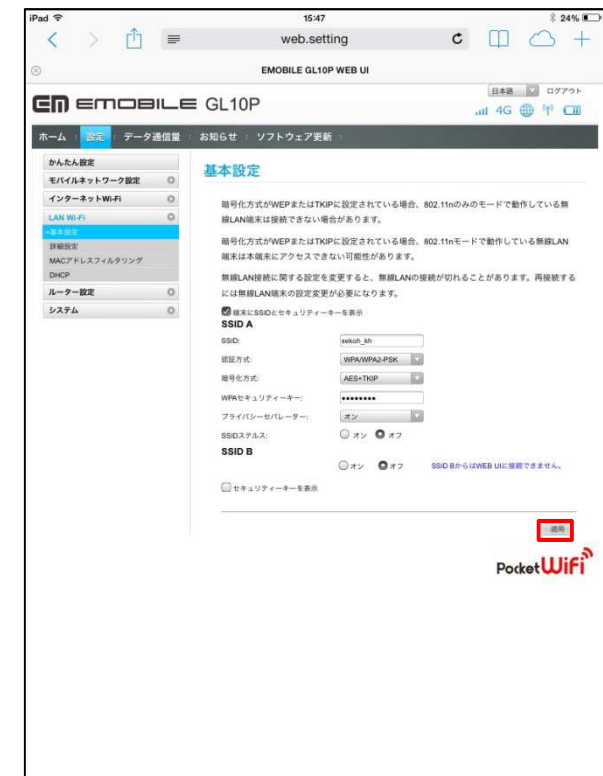 iPad 15:47 24%
web.setting
EMOBILE GL10P WEB UI
日本語 ログアウト
EM EMOBILE GL10P 4G
ホーム 設定 データ通信量 お知らせ ソフトウェア更新
かんたん設定
モバイルネットワーク設定
インターネットWi-Fi
LAN Wi-Fi
基本設定
詳細設定
MACアドレスフィルタリング
DHCP
ルーター設定
システム
基本設定
暗号化方式がWEPまたはTKIPに設定されている場合、802.11nのみのモードで動作している無
線LAN端末は接続できない場合があります。
暗号化方式がWEPまたはTKIPに設定されている場合、802.11nモードで動作している無線LAN
端末は本端末にアクセスできない可能性があります。
無線LAN接続に関する設定を変更すると、無線LANの接続が切れることがあります。再接続する
には無線LAN端末の設定変更が必要になります。
端末にSSIDとセキュリティーキーを表示
SSID A
SSID: sekoh_kh
認証方式: WPA/WPA2-PSK
暗号化方式: AES+TKIP
WPAセキュリティーキー: ••••••••
プライバシーセパレーター: オン
SSIDステルス: オン オフ
SSID B
オン オフ SSID BからはWEB UIに接続できません。
セキュリティーキーを表示
適用
Pocket WiFi